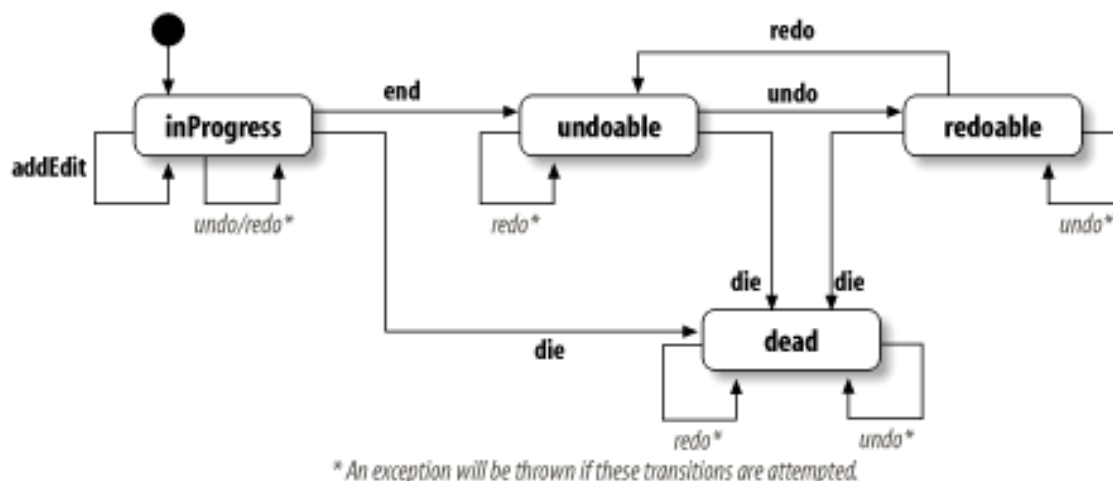 redo
end
undo
inProgress
undoable
redoable
addEdit
undo/redo*
redo*
undo*
die
die
die
dead
redo*
undo*
* An exception will be thrown if these transitions are attempted.